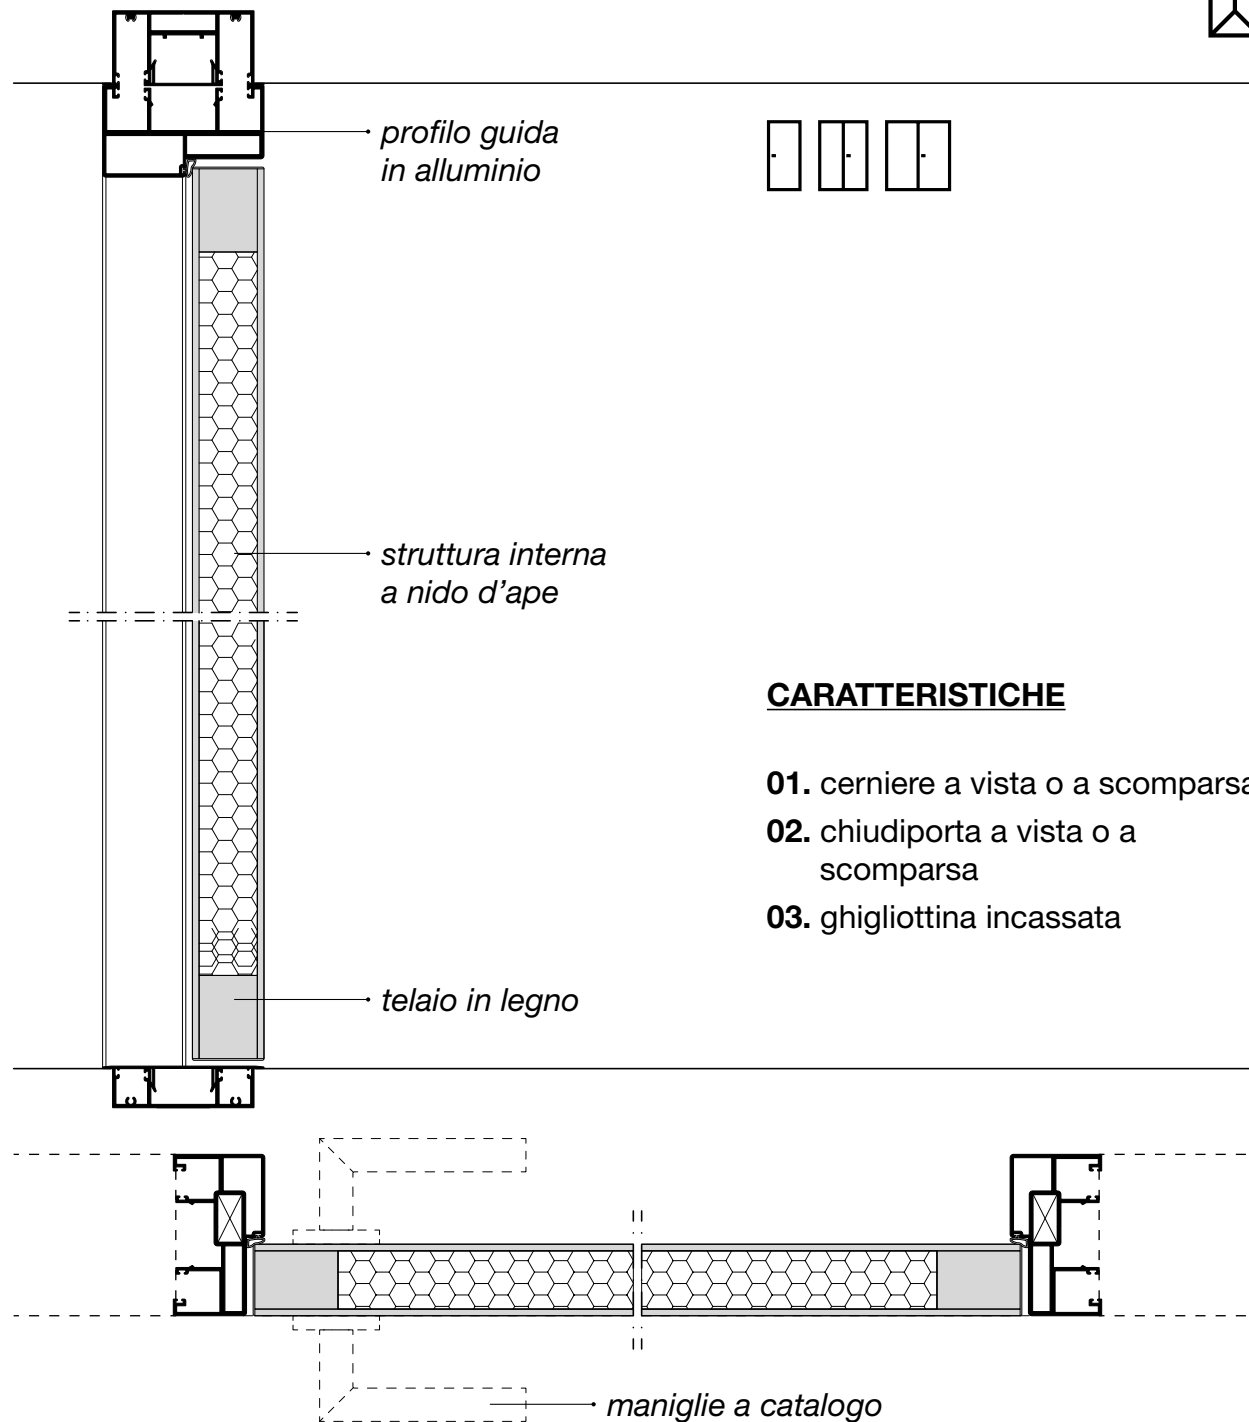 profilo guida
in alluminio
struttura interna
a nido d’ape
CARATTERISTICHE
01. cerniere a vista o a scomparsa
02. chiudiporta a vista o a
scomparsa
03. ghigliottina incassata
telaio in legno
maniglie a catalogo